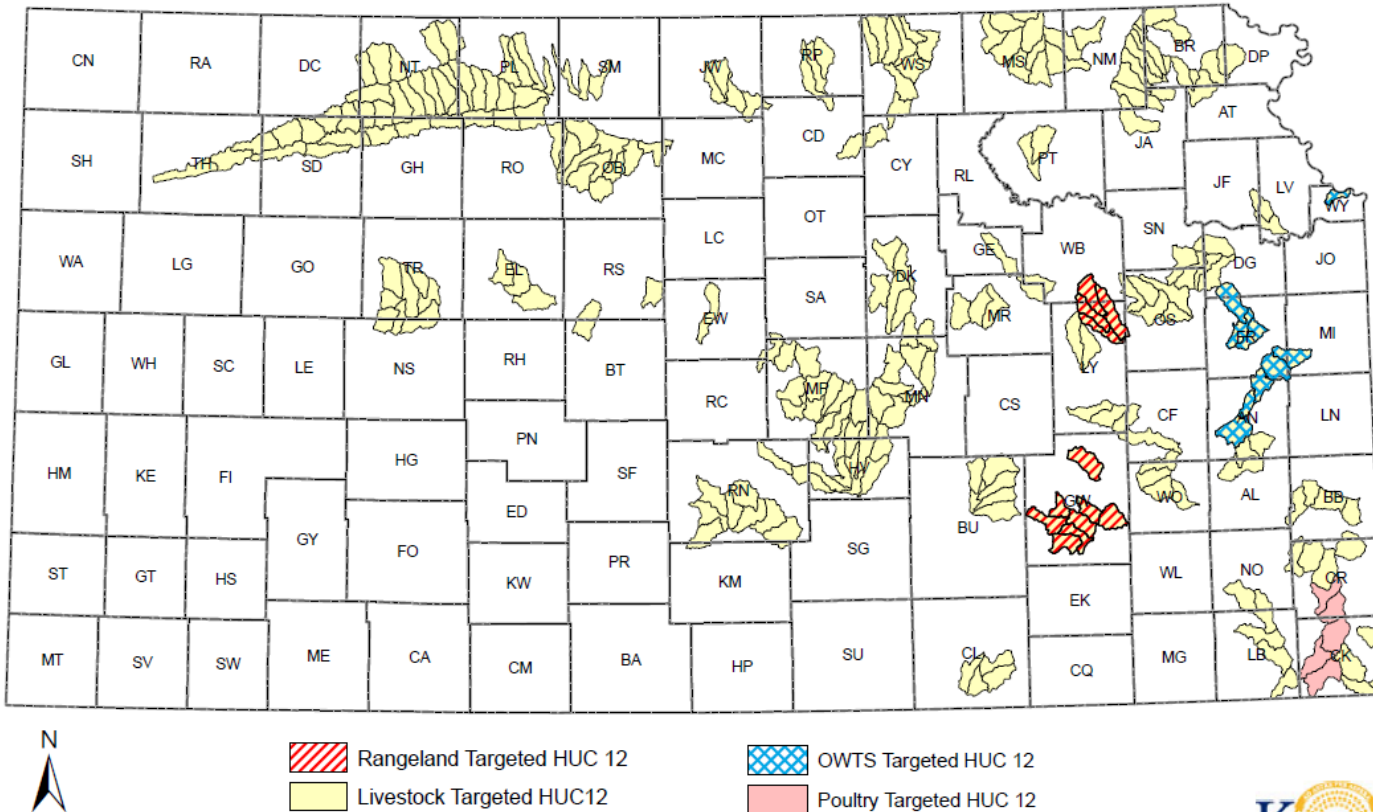 CN RA DC NT PL SM JW RP WS MS NM BR DP
SH TH SD GH RO OB MC CD CY RL PT JA AT
JF LV WY
WA LG GO TR EL RS LC OT SA DK GE WB SN DG JO
GL WH SC LE NS RH BT EW RC MP MN MR CS LY OS FR MI
HM KE FI HG PN SF RN HV CF AN LN
GY ED SG BU GW WO AL BB
ST GT HS FO KW PR KM EK WL NO CR
MT SV SW ME CA CM BA HP SU CL CQ MG LB CK
N
Rangeland Targeted HUC 12
OWTS Targeted HUC 12
Livestock Targeted HUC12
Poultry Targeted HUC 12
K